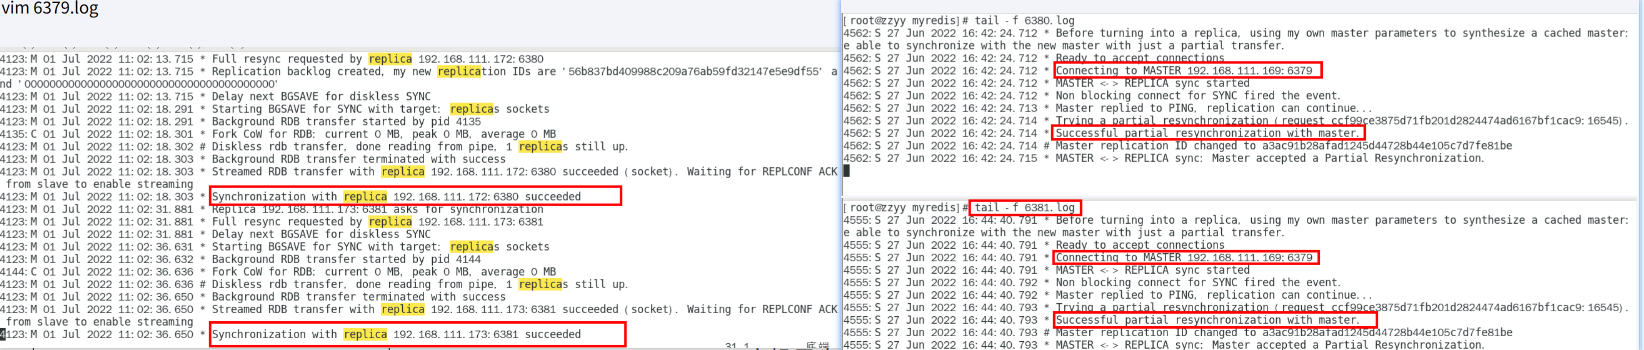 vim 6379.log
4123:M 01 Jul 2022 11:02:13.715 * Full resync requested by replica 192.168.111.172:6380
4123:M 01 Jul 2022 11:02:13.715 * Replication backlog created, my new replication IDs are '56b837bd409988c209a76ab59fd32147e5e9df55' a
nd '0000000000000000000000000000000000000000'
4123:M 01 Jul 2022 11:02:13.715 * Delay next BGSAVE for diskless SYNC
4123:M 01 Jul 2022 11:02:18.291 * Starting BGSAVE for SYNC with target: replicas sockets
4123:M 01 Jul 2022 11:02:18.291 * Background RDB transfer started by pid 4135
4135:C 01 Jul 2022 11:02:18.301 * Fork CoW for RDB: current 0 MB, peak 0 MB, average 0 MB
4123:M 01 Jul 2022 11:02:18.302 # Diskless rdb transfer, done reading from pipe, 1 replicas still up.
4123:M 01 Jul 2022 11:02:18.303 * Background RDB transfer terminated with success
4123:M 01 Jul 2022 11:02:18.303 * Streamed RDB transfer with replica 192.168.111.172:6380 succeeded (socket). Waiting for REPLCONF ACK
from slave to enable streaming
4123:M 01 Jul 2022 11:02:18.303 * Synchronization with replica 192.168.111.172:6380 succeeded
4123:M 01 Jul 2022 11:02:31.881 * Replica 192.168.111.173:6381 asks for synchronization
4123:M 01 Jul 2022 11:02:31.881 * Full resync requested by replica 192.168.111.173:6381
4123:M 01 Jul 2022 11:02:31.881 * Delay next BGSAVE for diskless SYNC
4123:M 01 Jul 2022 11:02:36.631 * Starting BGSAVE for SYNC with target: replicas sockets
4123:M 01 Jul 2022 11:02:36.632 * Background RDB transfer started by pid 4144
4144:C 01 Jul 2022 11:02:36.636 * Fork CoW for RDB: current 0 MB, peak 0 MB, average 0 MB
4123:M 01 Jul 2022 11:02:36.636 # Diskless rdb transfer, done reading from pipe, 1 replicas still up.
4123:M 01 Jul 2022 11:02:36.650 * Background RDB transfer terminated with success
4123:M 01 Jul 2022 11:02:36.650 * Streamed RDB transfer with replica 192.168.111.173:6381 succeeded (socket). Waiting for REPLCONF ACK
from slave to enable streaming
4123:M 01 Jul 2022 11:02:36.650 * Synchronization with replica 192.168.111.173:6381 succeeded
31,1 底端
[root@zzyy myredis]# tail -f 6380.log
4562:S 27 Jun 2022 16:42:24.712 * Before turning into a replica, using my own master parameters to synthesize a cached master:
e able to synchronize with the new master with just a partial transfer.
4562:S 27 Jun 2022 16:42:24.712 * Ready to accept connections
4562:S 27 Jun 2022 16:42:24.712 * Connecting to MASTER 192.168.111.169:6379
4562:S 27 Jun 2022 16:42:24.712 * MASTER <-> REPLICA sync started
4562:S 27 Jun 2022 16:42:24.712 * Non blocking connect for SYNC fired the event.
4562:S 27 Jun 2022 16:42:24.713 * Master replied to PING, replication can continue...
4562:S 27 Jun 2022 16:42:24.714 * Trying a partial resynchronization (request ccf99ce3875d71fb201d2824474ad6167bf1cac9:16545).
4562:S 27 Jun 2022 16:42:24.714 * Successful partial resynchronization with master.
4562:S 27 Jun 2022 16:42:24.714 # Master replication ID changed to a3ac91b28afad1245d44728b44e105c7d7fe81be
4562:S 27 Jun 2022 16:42:24.715 * MASTER <-> REPLICA sync: Master accepted a Partial Resynchronization.
[root@zzyy myredis]# tail -f 6381.log
4555:S 27 Jun 2022 16:44:40.791 * Before turning into a replica, using my own master parameters to synthesize a cached master:
e able to synchronize with the new master with just a partial transfer.
4555:S 27 Jun 2022 16:44:40.791 * Ready to accept connections
4555:S 27 Jun 2022 16:44:40.791 * Connecting to MASTER 192.168.111.169:6379
4555:S 27 Jun 2022 16:44:40.791 * MASTER <-> REPLICA sync started
4555:S 27 Jun 2022 16:44:40.792 * Non blocking connect for SYNC fired the event.
4555:S 27 Jun 2022 16:44:40.792 * Master replied to PING, replication can continue...
4555:S 27 Jun 2022 16:44:40.793 * Trying a partial resynchronization (request ccf99ce3875d71fb201d2824474ad6167bf1cac9:16545).
4555:S 27 Jun 2022 16:44:40.793 * Successful partial resynchronization with master.
4555:S 27 Jun 2022 16:44:40.793 # Master replication ID changed to a3ac91b28afad1245d44728b44e105c7d7fe81be
4555:S 27 Jun 2022 16:44:40.793 * MASTER <-> REPLICA sync: Master accepted a Partial Resynchronization.